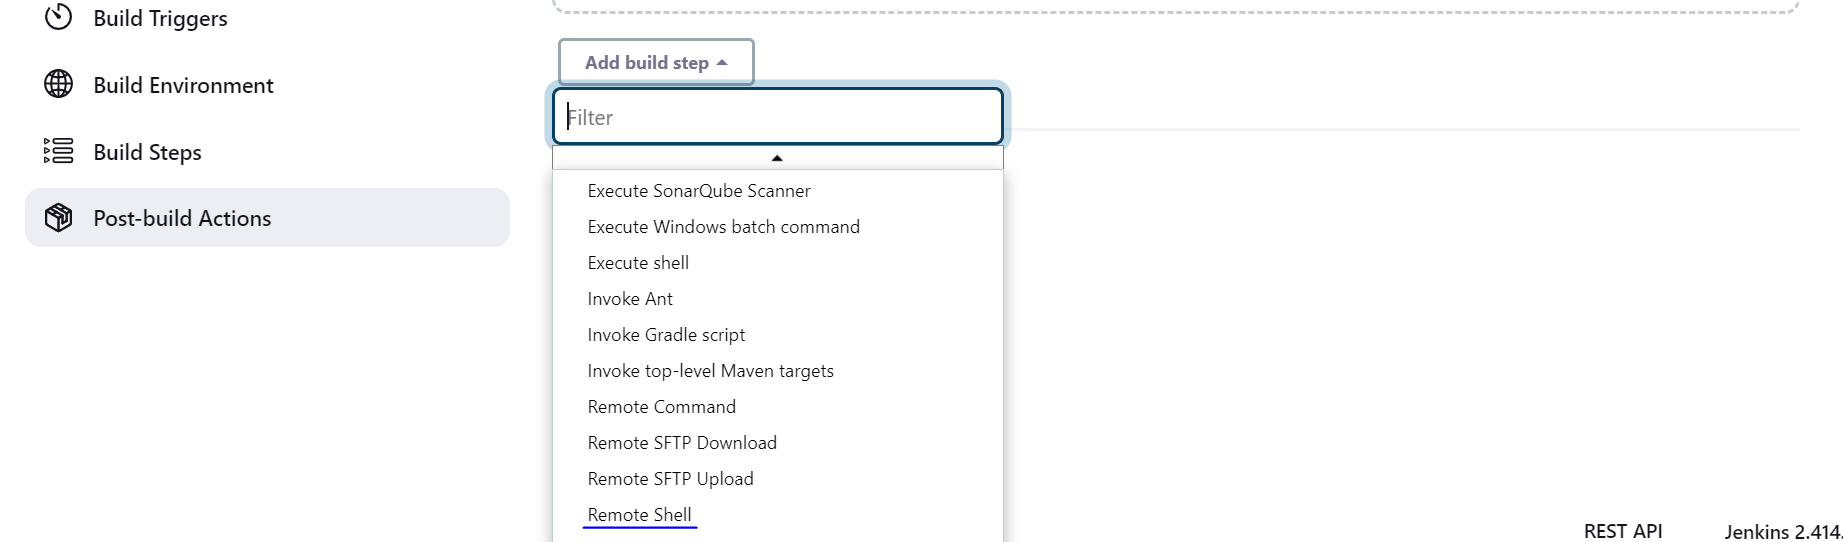 Build Triggers
Build Environment
Build Steps
Post-build Actions
Add build step
Filter
Execute SonarQube Scanner
Execute Windows batch command
Execute shell
Invoke Ant
Invoke Gradle script
Invoke top-level Maven targets
Remote Command
Remote SFTP Download
Remote SFTP Upload
Remote Shell
REST API
Jenkins 2.414.